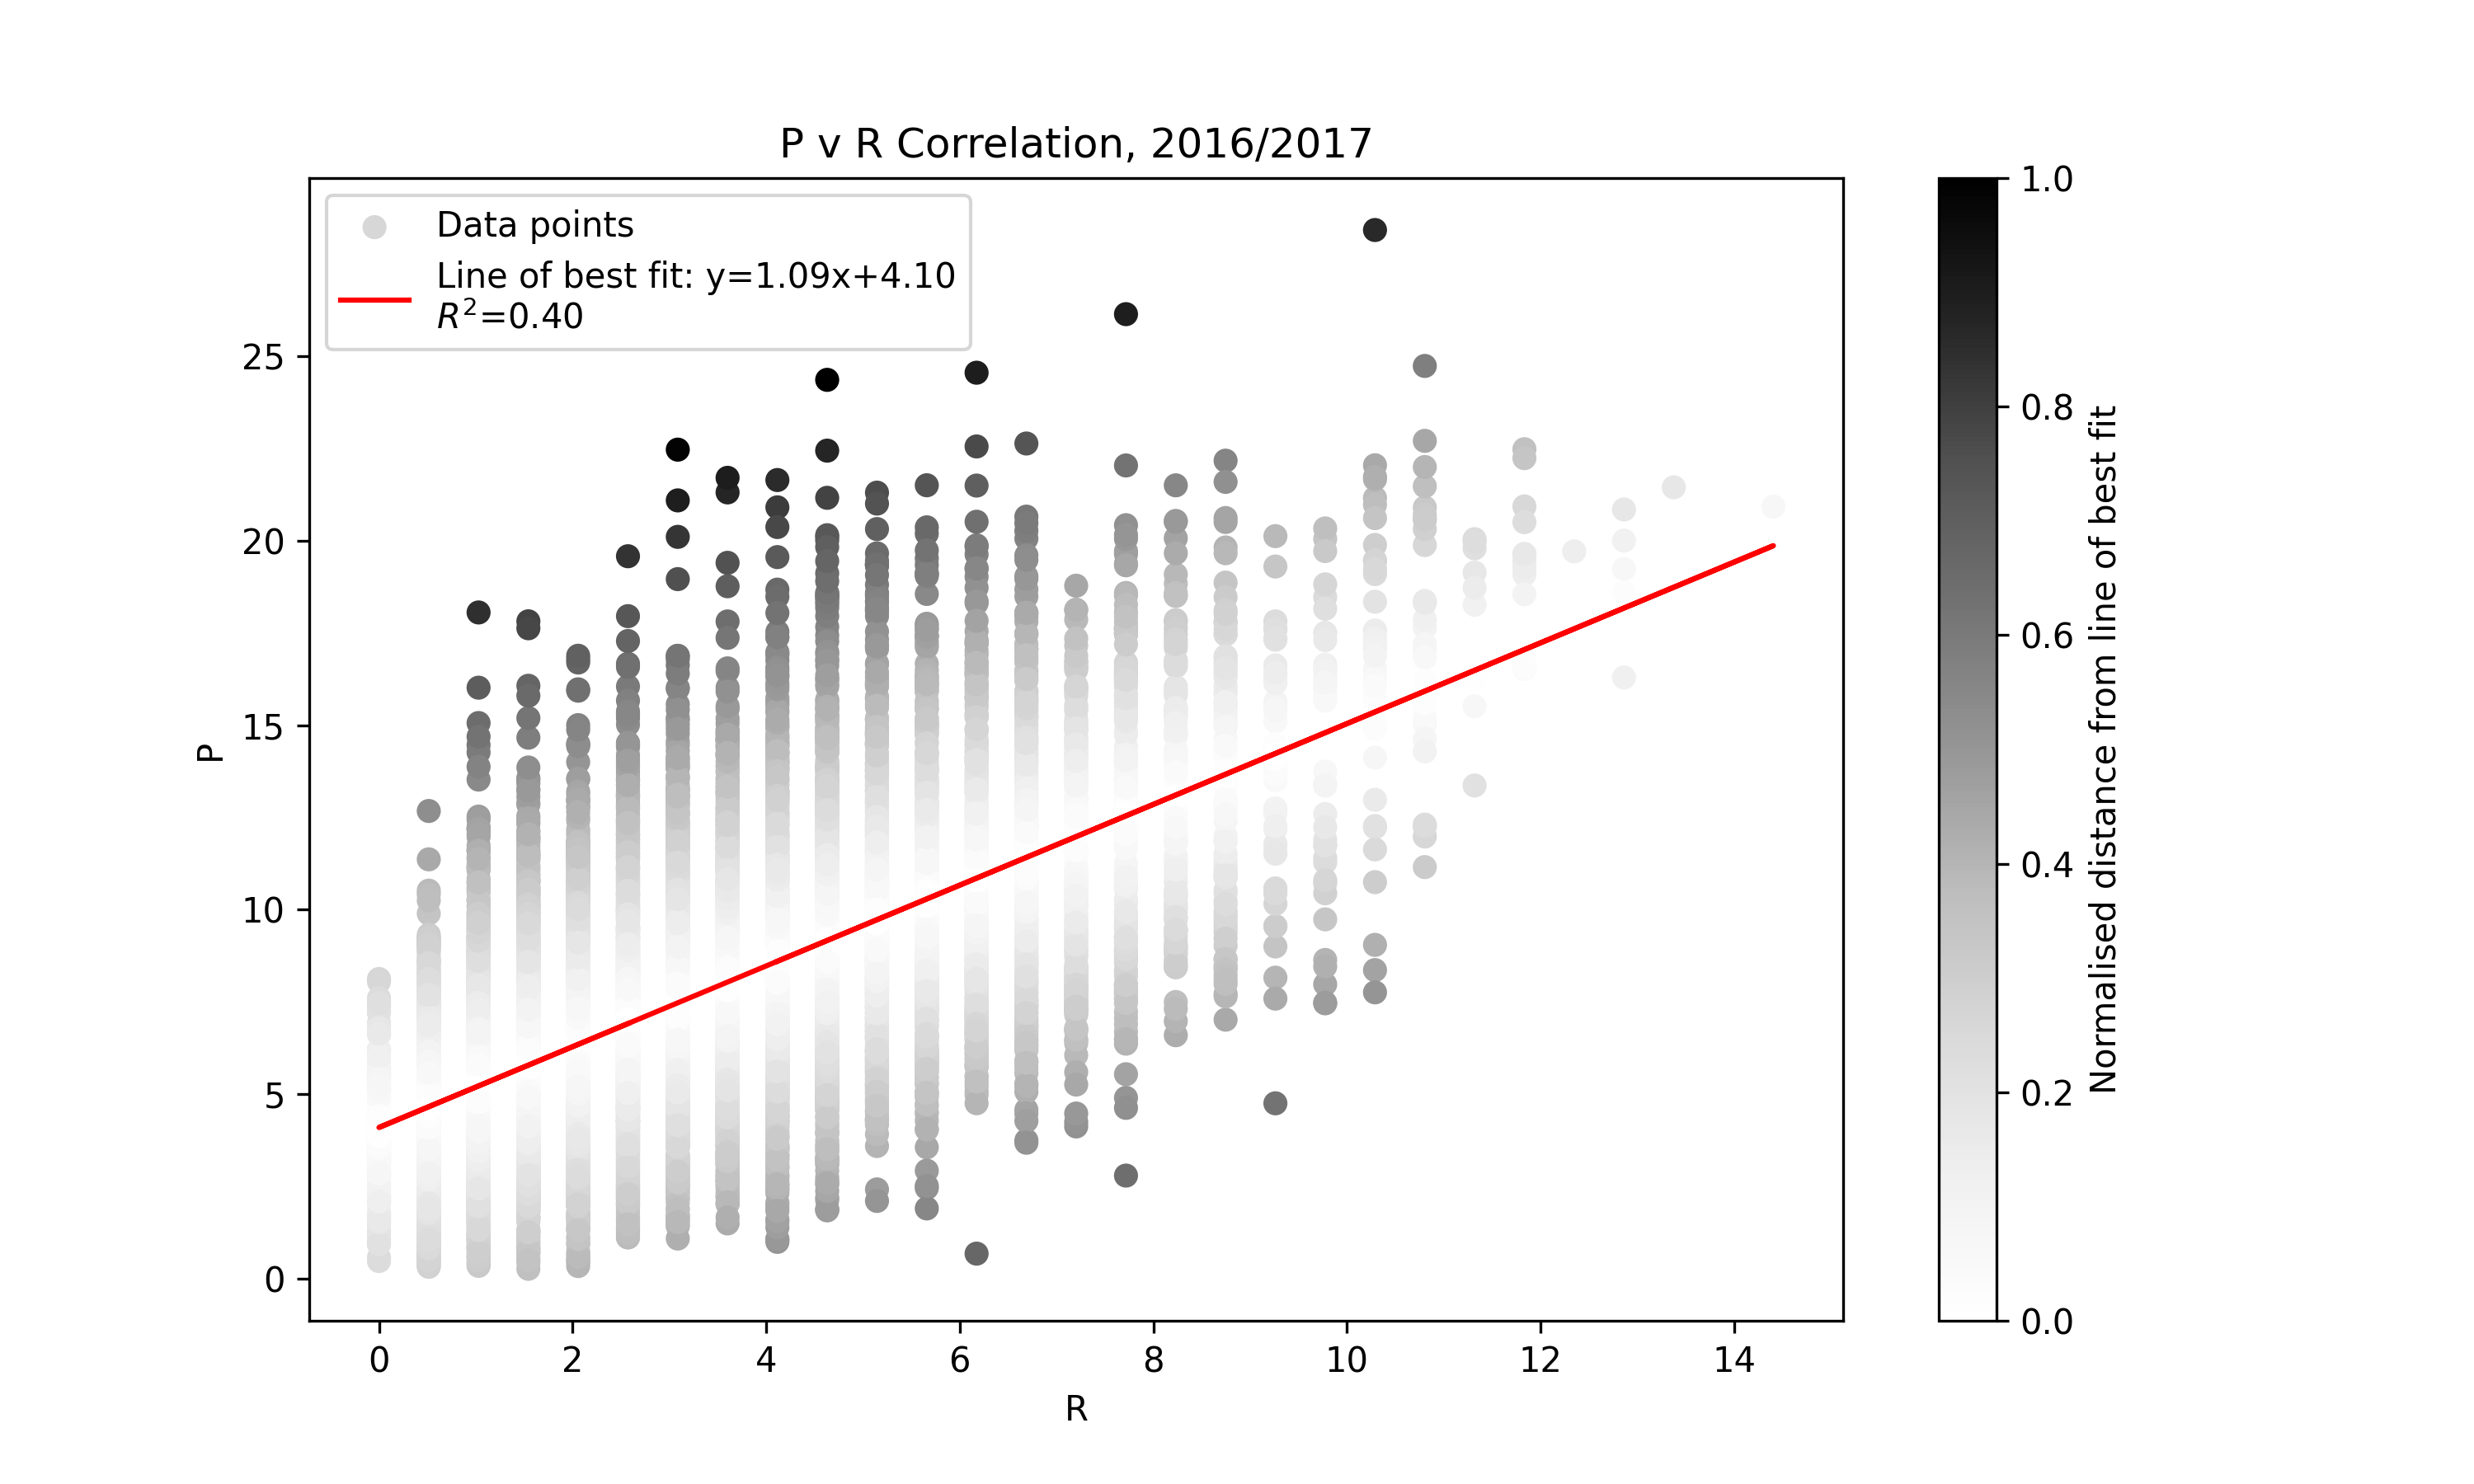 P v R Correlation, 2016/2017
Data points
Line of best fit: y=1.09x+4.10
R²=0.40
P
25
20
15
10
5
0
0 2 4 6 8 10 12 14
R
1.0
0.8
0.6
0.4
0.2
0.0
Normalised distance from line of best fit